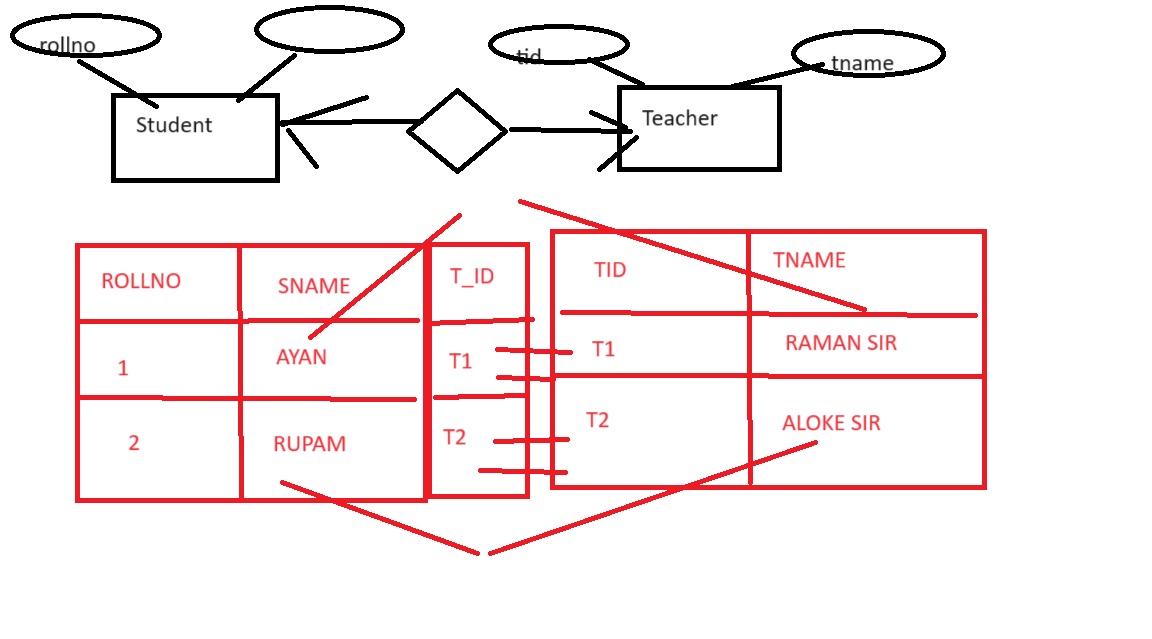 rollno
tid
tname
Student
Teacher
ROLLNO SNAME T_ID TID TNAME
1 AYAN T1 T1 RAMAN SIR
2 RUPAM T2 T2 ALOKE SIR